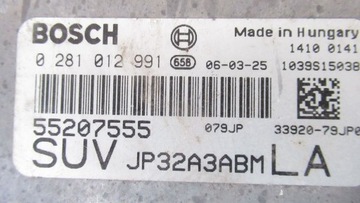 BOSCH Made in Hungary
1410 0141
0 281 012 991 656 06-03-25 1039S15038
55207555 079JP 33920-79JP0
SUV JP32A3ABM LA